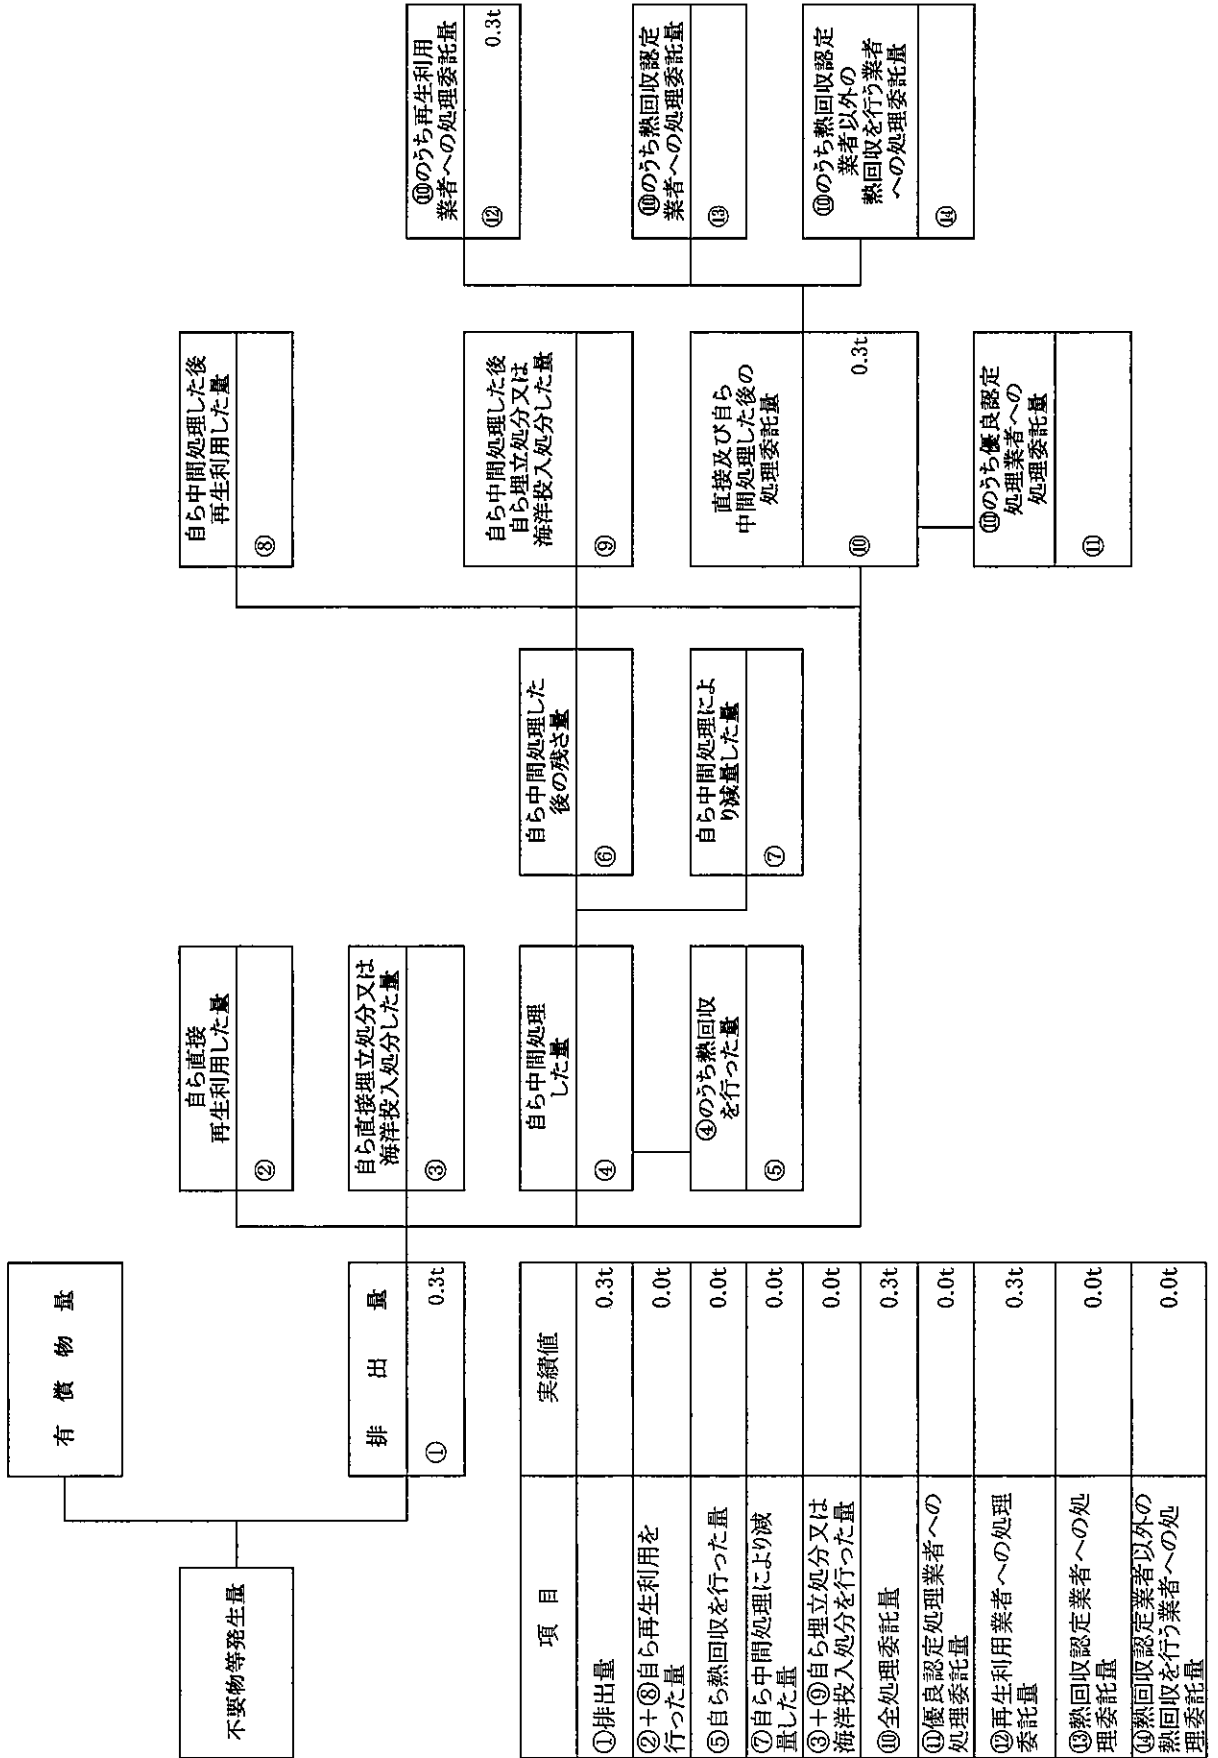 不要物等発生量
有償物量
排出量
① 0.3t
自ら直接
再生利用した量
②
自ら直接埋立処分又は
海洋投入処分した量
③
自ら中間処理
した量
④
④のうち熱回収
を行った量
⑤
自ら中間処理した
後の残さ量
⑥
自ら中間処理によ
り減量した量
⑦
自ら中間処理した後
再生利用した量
⑧
自ら中間処理した後
自ら埋立処分又は
海洋投入処分した量
⑨
直接及び自ら
中間処理した後の
処理委託量
⑩ 0.3t
⑩のうち優良認定
処理業者への
処理委託量
⑪
⑩のうち再生利用
業者への処理委託量
⑫ 0.3t
⑩のうち熱回収認定
業者への処理委託量
⑬
⑩のうち熱回収認定
業者以外の
熱回収を行う業者
への処理委託量
⑭
項目 実績値
①排出量 0.3t
②+⑧自ら再生利用を
行った量 0.0t
⑤自ら熱回収を行った量 0.0t
⑦自ら中間処理により減
量した量 0.0t
③+⑨自ら埋立処分又は
海洋投入処分を行った量 0.0t
⑩全処理委託量 0.3t
⑪優良認定処理業者への
処理委託量 0.0t
⑫再生利用業者への処理
委託量 0.3t
⑬熱回収認定業者への処
理委託量 0.0t
⑭熱回収認定業者以外の
熱回収を行う業者への処
理委託量 0.0t